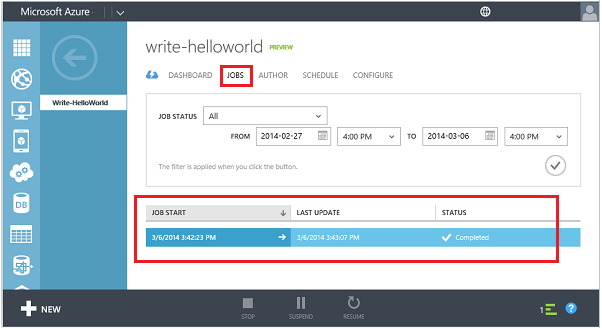 Microsoft Azure
write-helloworld PREVIEW
DASHBOARD JOBS AUTHOR SCHEDULE CONFIGURE
Write-HelloWorld
JOB STATUS All
FROM 2014-02-27 4:00 PM TO 2014-03-06 4:00 PM
The filter is applied when you click the button.
DB
JOB START LAST UPDATE STATUS
3/6/2014 3:42:23 PM 3/6/2014 3:43:07 PM Completed
NEW
STOP SUSPEND RESUME
1 ?